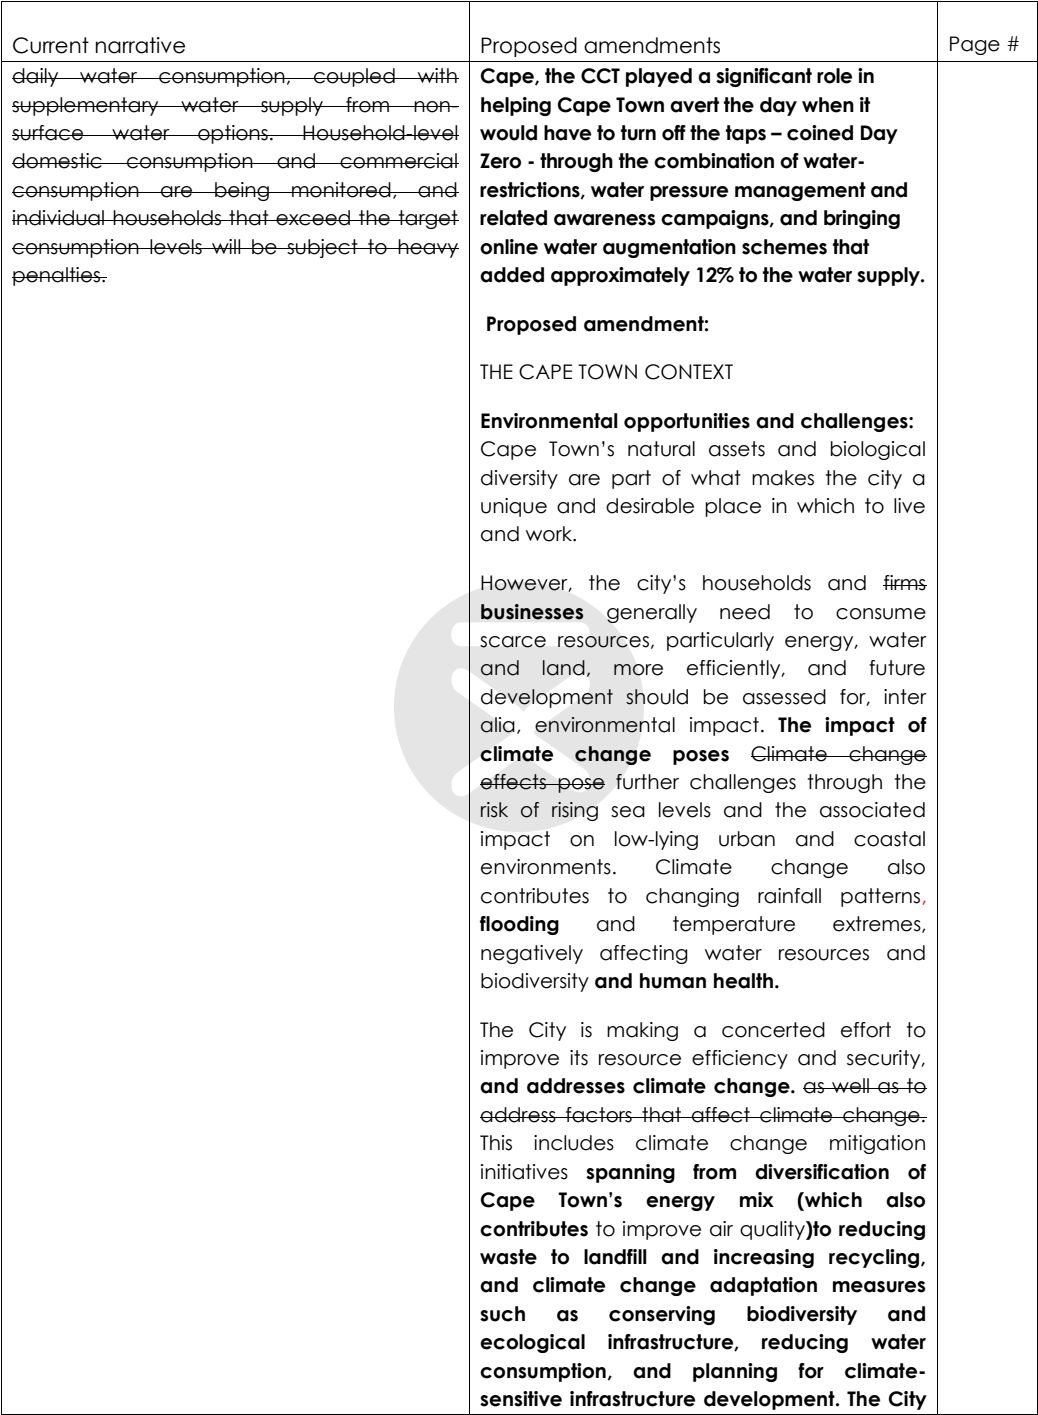 Current narrative
Proposed amendments
Page #
daily water consumption, coupled with
supplementary water supply from non-
surface water options. Household-level
domestic consumption and commercial
consumption are being monitored, and
individual households that exceed the target
consumption levels will be subject to heavy
penalties.
Cape, the CCT played a significant role in
helping Cape Town avert the day when it
would have to turn off the taps – coined Day
Zero - through the combination of water-
restrictions, water pressure management and
related awareness campaigns, and bringing
online water augmentation schemes that
added approximately 12% to the water supply.
Proposed amendment:
THE CAPE TOWN CONTEXT
Environmental opportunities and challenges:
Cape Town's natural assets and biological
diversity are part of what makes the city a
unique and desirable place in which to live
and work.
However, the city's households and firms
businesses generally need to consume
scarce resources, particularly energy, water
and land, more efficiently, and future
development should be assessed for, inter
alia, environmental impact. The impact of
climate change poses Climate change
effects pose further challenges through the
risk of rising sea levels and the associated
impact on low-lying urban and coastal
environments. Climate change also
contributes to changing rainfall patterns,
flooding and temperature extremes,
negatively affecting water resources and
biodiversity and human health.
The City is making a concerted effort to
improve its resource efficiency and security,
and addresses climate change. as well as to
address factors that affect climate change.
This includes climate change mitigation
initiatives spanning from diversification of
Cape Town's energy mix (which also
contributes to improve air quality)to reducing
waste to landfill and increasing recycling,
and climate change adaptation measures
such as conserving biodiversity and
ecological infrastructure, reducing water
consumption, and planning for climate-
sensitive infrastructure development. The City